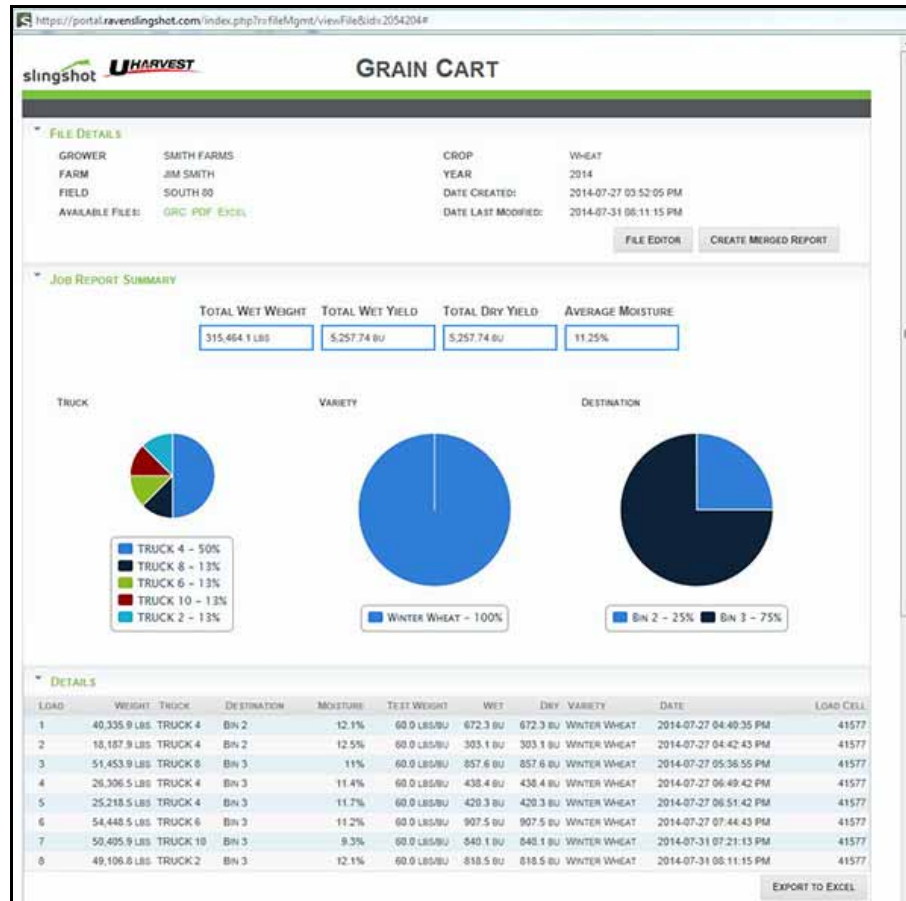 https://portal.ravenslingshot.com/index.php?r=fileMgmt/viewFile&id=2054204#
slingshot UHARVEST GRAIN CART
FILE DETAILS
GROWER SMITH FARMS CROP WHEAT
FARM JIM SMITH YEAR 2014
FIELD SOUTH 80 DATE CREATED: 2014-07-27 03:52:05 PM
AVAILABLE FILES: GRC PDF EXCEL DATE LAST MODIFIED: 2014-07-31 08:11:15 PM
FILE EDITOR CREATE MERGED REPORT
JOB REPORT SUMMARY
TOTAL WET WEIGHT TOTAL WET YIELD TOTAL DRY YIELD AVERAGE MOISTURE
315,464.1 LBS 5,257.74 BU 5,257.74 BU 11.25%
TRUCK VARIETY DESTINATION
TRUCK 4 - 50%
TRUCK 8 - 13%
TRUCK 6 - 13%
TRUCK 10 - 13%
TRUCK 2 - 13%
WINTER WHEAT - 100%
BIN 2 - 25% BIN 3 - 75%
DETAILS
LOAD WEIGHT TRUCK DESTINATION MOISTURE TEST WEIGHT WET DRY VARIETY DATE LOAD CELL
1 40,335.9 LBS TRUCK 4 BIN 2 12.1% 60.0 LBS/BU 672.3 BU 672.3 BU WINTER WHEAT 2014-07-27 04:40:35 PM 41577
2 18,187.9 LBS TRUCK 4 BIN 2 12.5% 60.0 LBS/BU 303.1 BU 303.1 BU WINTER WHEAT 2014-07-27 04:42:43 PM 41577
3 51,453.9 LBS TRUCK 8 BIN 3 11% 60.0 LBS/BU 857.6 BU 857.6 BU WINTER WHEAT 2014-07-27 05:36:55 PM 41577
4 26,306.5 LBS TRUCK 4 BIN 3 11.4% 60.0 LBS/BU 438.4 BU 438.4 BU WINTER WHEAT 2014-07-27 06:49:42 PM 41577
5 25,218.5 LBS TRUCK 4 BIN 3 11.7% 60.0 LBS/BU 420.3 BU 420.3 BU WINTER WHEAT 2014-07-27 06:51:42 PM 41577
6 54,448.5 LBS TRUCK 6 BIN 3 11.2% 60.0 LBS/BU 907.5 BU 907.5 BU WINTER WHEAT 2014-07-27 07:44:43 PM 41577
7 50,405.9 LBS TRUCK 10 BIN 3 9.3% 60.0 LBS/BU 840.1 BU 840.1 BU WINTER WHEAT 2014-07-31 07:21:13 PM 41577
8 49,106.8 LBS TRUCK 2 BIN 3 12.1% 60.0 LBS/BU 818.5 BU 818.5 BU WINTER WHEAT 2014-07-31 08:11:15 PM 41577
EXPORT TO EXCEL